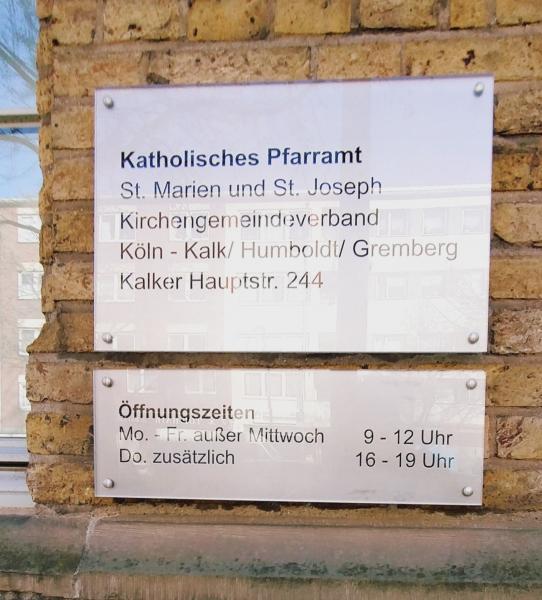 Katholisches Pfarramt
St. Marien und St. Joseph
Kirchengemeindeverband
Köln - Kalk/ Humboldt/ Gremberg
Kalker Hauptstr. 244
Öffnungszeiten
Mo. - Fr. außer Mittwoch 9 - 12 Uhr
Do. zusätzlich 16 - 19 Uhr